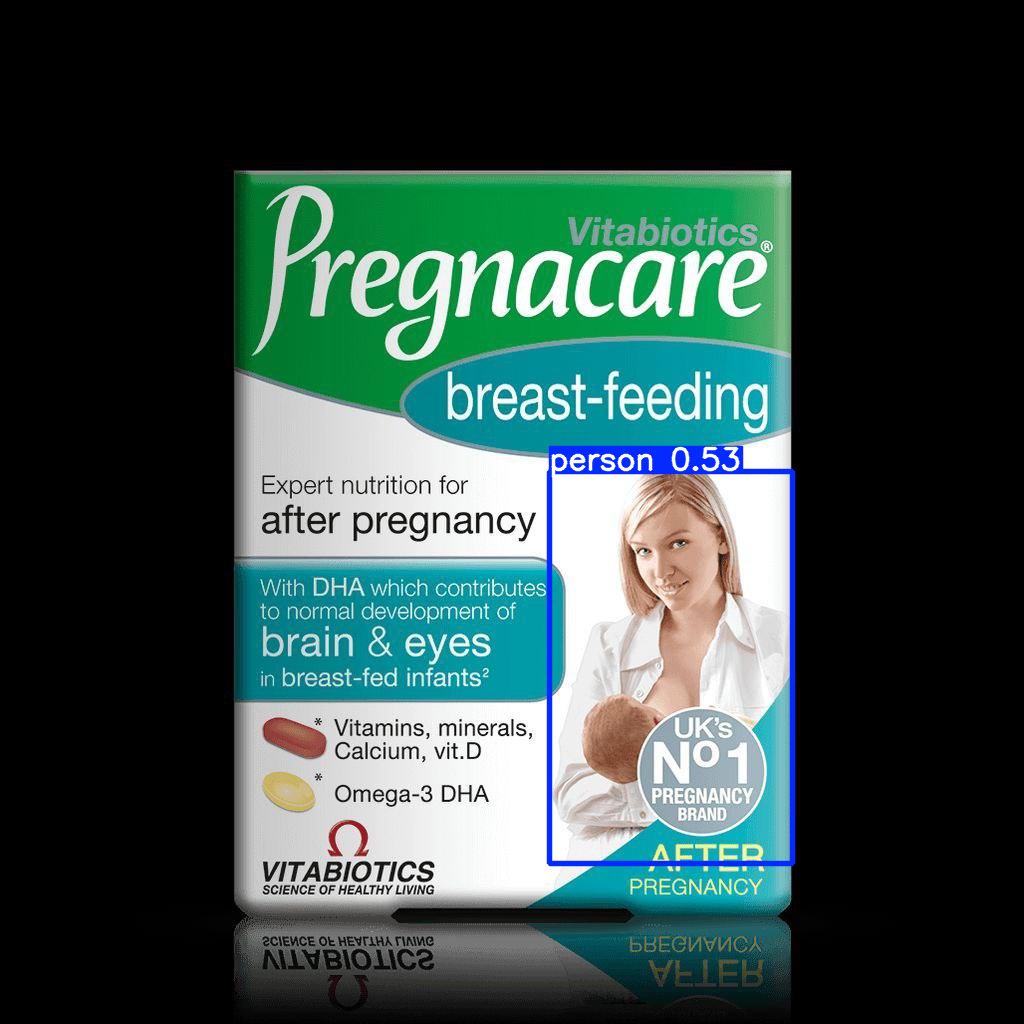 Vitabiotics
Pregnacare®
breast-feeding
person 0.53
Expert nutrition for
after pregnancy
With DHA which contributes
to normal development of
brain & eyes
in breast-fed infants²
* Vitamins, minerals,
Calcium, vit.D
* Omega-3 DHA
UK's
Nº1
PREGNANCY
BRAND
AFTER
PREGNANCY
VITABIOTICS
SCIENCE OF HEALTHY LIVING